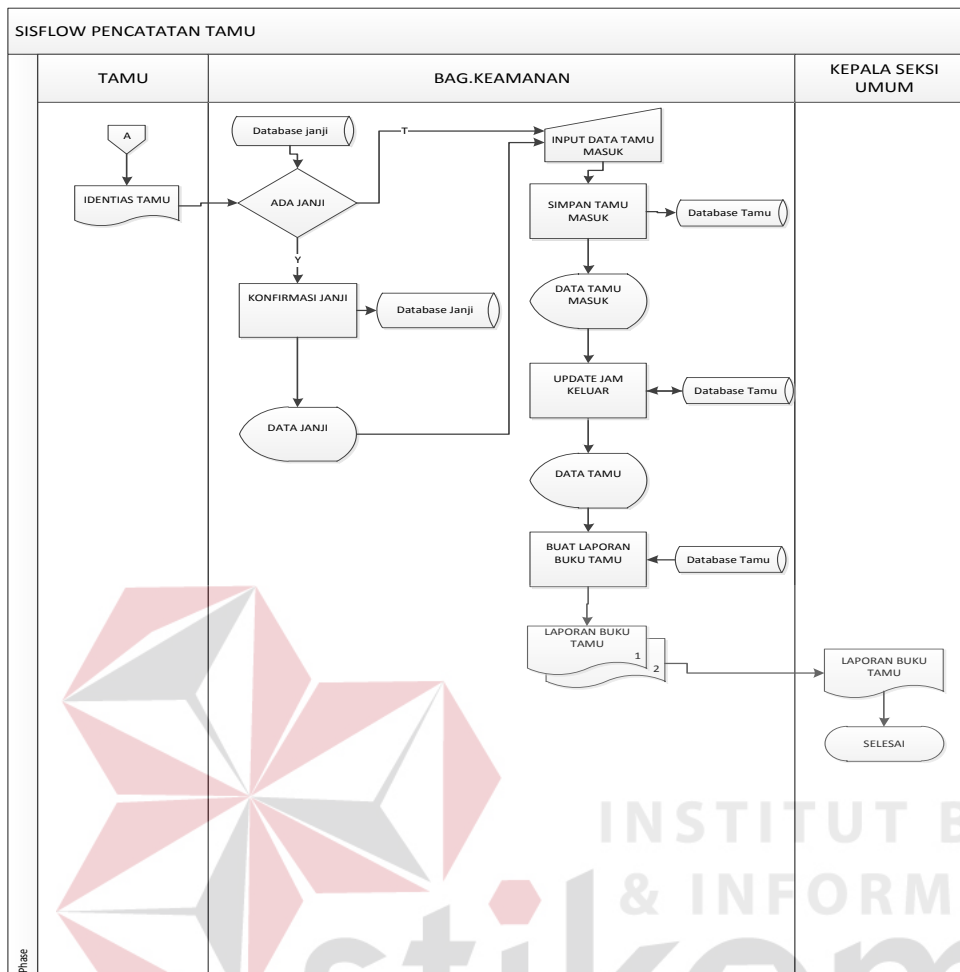 SISFLOW PENCATATAN TAMU
TAMU
BAG.KEAMANAN
KEPALA SEKSI
UMUM
A
IDENTIAS TAMU
Database janji
ADA JANJI
T
Y
KONFIRMASI JANJI
Database Janji
DATA JANJI
INPUT DATA TAMU
MASUK
SIMPAN TAMU
MASUK
Database Tamu
DATA TAMU
MASUK
UPDATE JAM
KELUAR
Database Tamu
DATA TAMU
BUAT LAPORAN
BUKU TAMU
Database Tamu
LAPORAN BUKU
TAMU
1
2
LAPORAN BUKU
TAMU
SELESAI
Phase
INSTITUT B
& INFORM
stikom